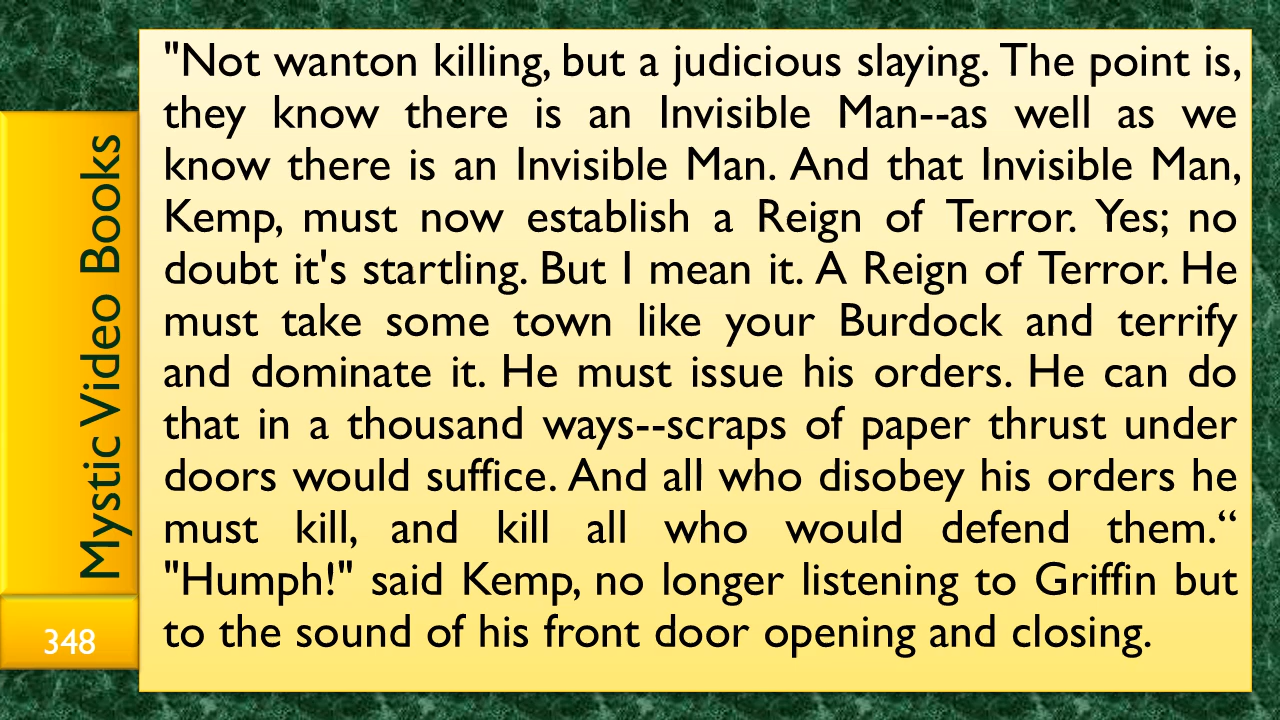 "Not wanton killing, but a judicious slaying. The point is,
they know there is an Invisible Man--as well as we
know there is an Invisible Man. And that Invisible Man,
Kemp, must now establish a Reign of Terror. Yes; no
doubt it's startling. But I mean it. A Reign of Terror. He
must take some town like your Burdock and terrify
and dominate it. He must issue his orders. He can do
that in a thousand ways--scraps of paper thrust under
doors would suffice. And all who disobey his orders he
must kill, and kill all who would defend them.“
"Humph!" said Kemp, no longer listening to Griffin but
to the sound of his front door opening and closing.
Mystic Video Books
348